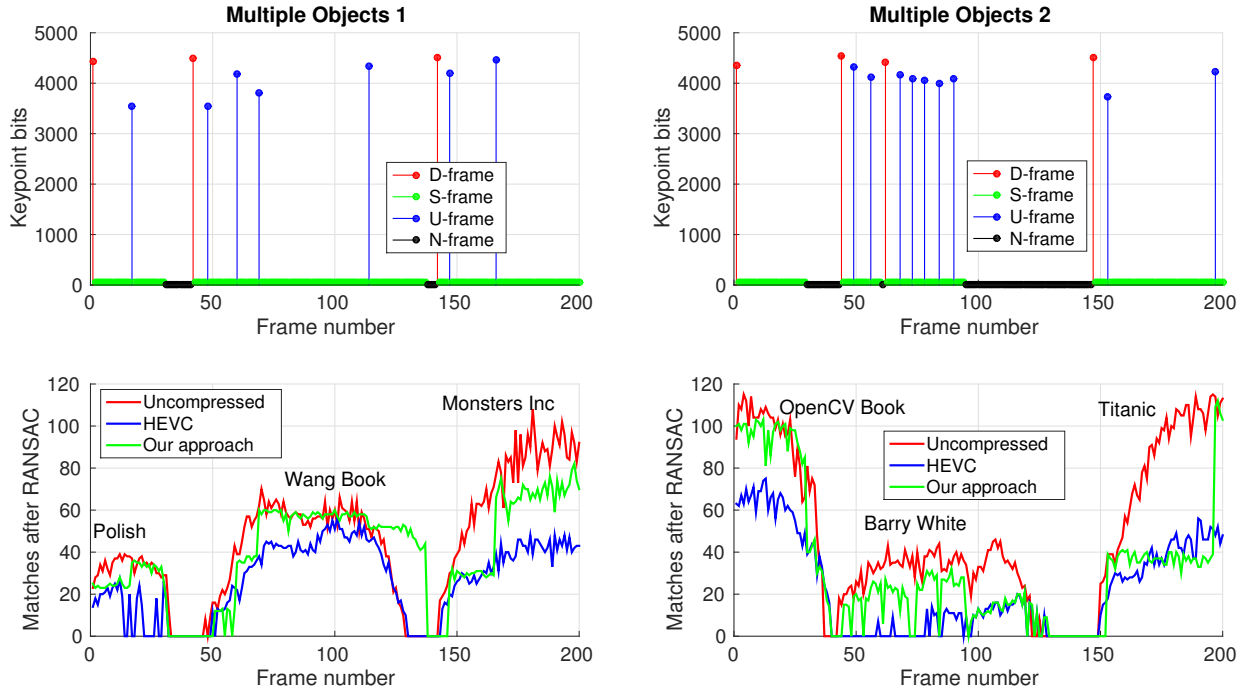 Multiple Objects 1
5000
4000
3000
2000
1000
0
Keypoint bits
D-frame
S-frame
U-frame
N-frame
0 50 100 150 200
Frame number
Multiple Objects 2
5000
4000
3000
2000
1000
0
Keypoint bits
D-frame
S-frame
U-frame
N-frame
0 50 100 150 200
Frame number
120
100
80
60
40
20
0
Matches after RANSAC
Uncompressed
HEVC
Our approach
Monsters Inc
Wang Book
Polish
0 50 100 150 200
Frame number
120
100
80
60
40
20
0
Matches after RANSAC
OpenCV Book
Titanic
Uncompressed
HEVC
Our approach
Barry White
0 50 100 150 200
Frame number